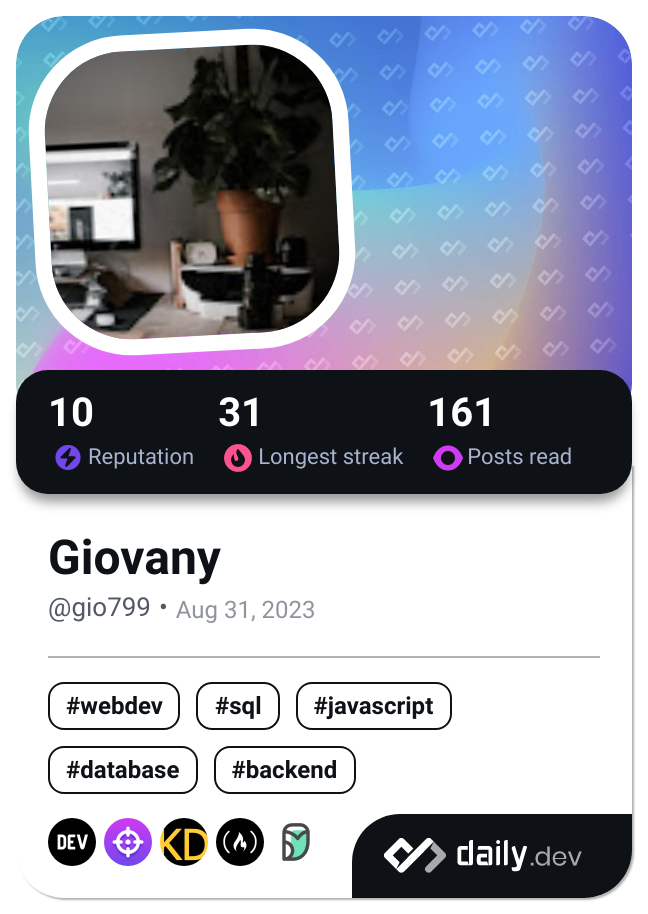 10 31 161
Reputation Longest streak Posts read
Giovany
@gio799 • Aug 31, 2023
#webdev #sql #javascript
#database #backend
DEV KD daily.dev